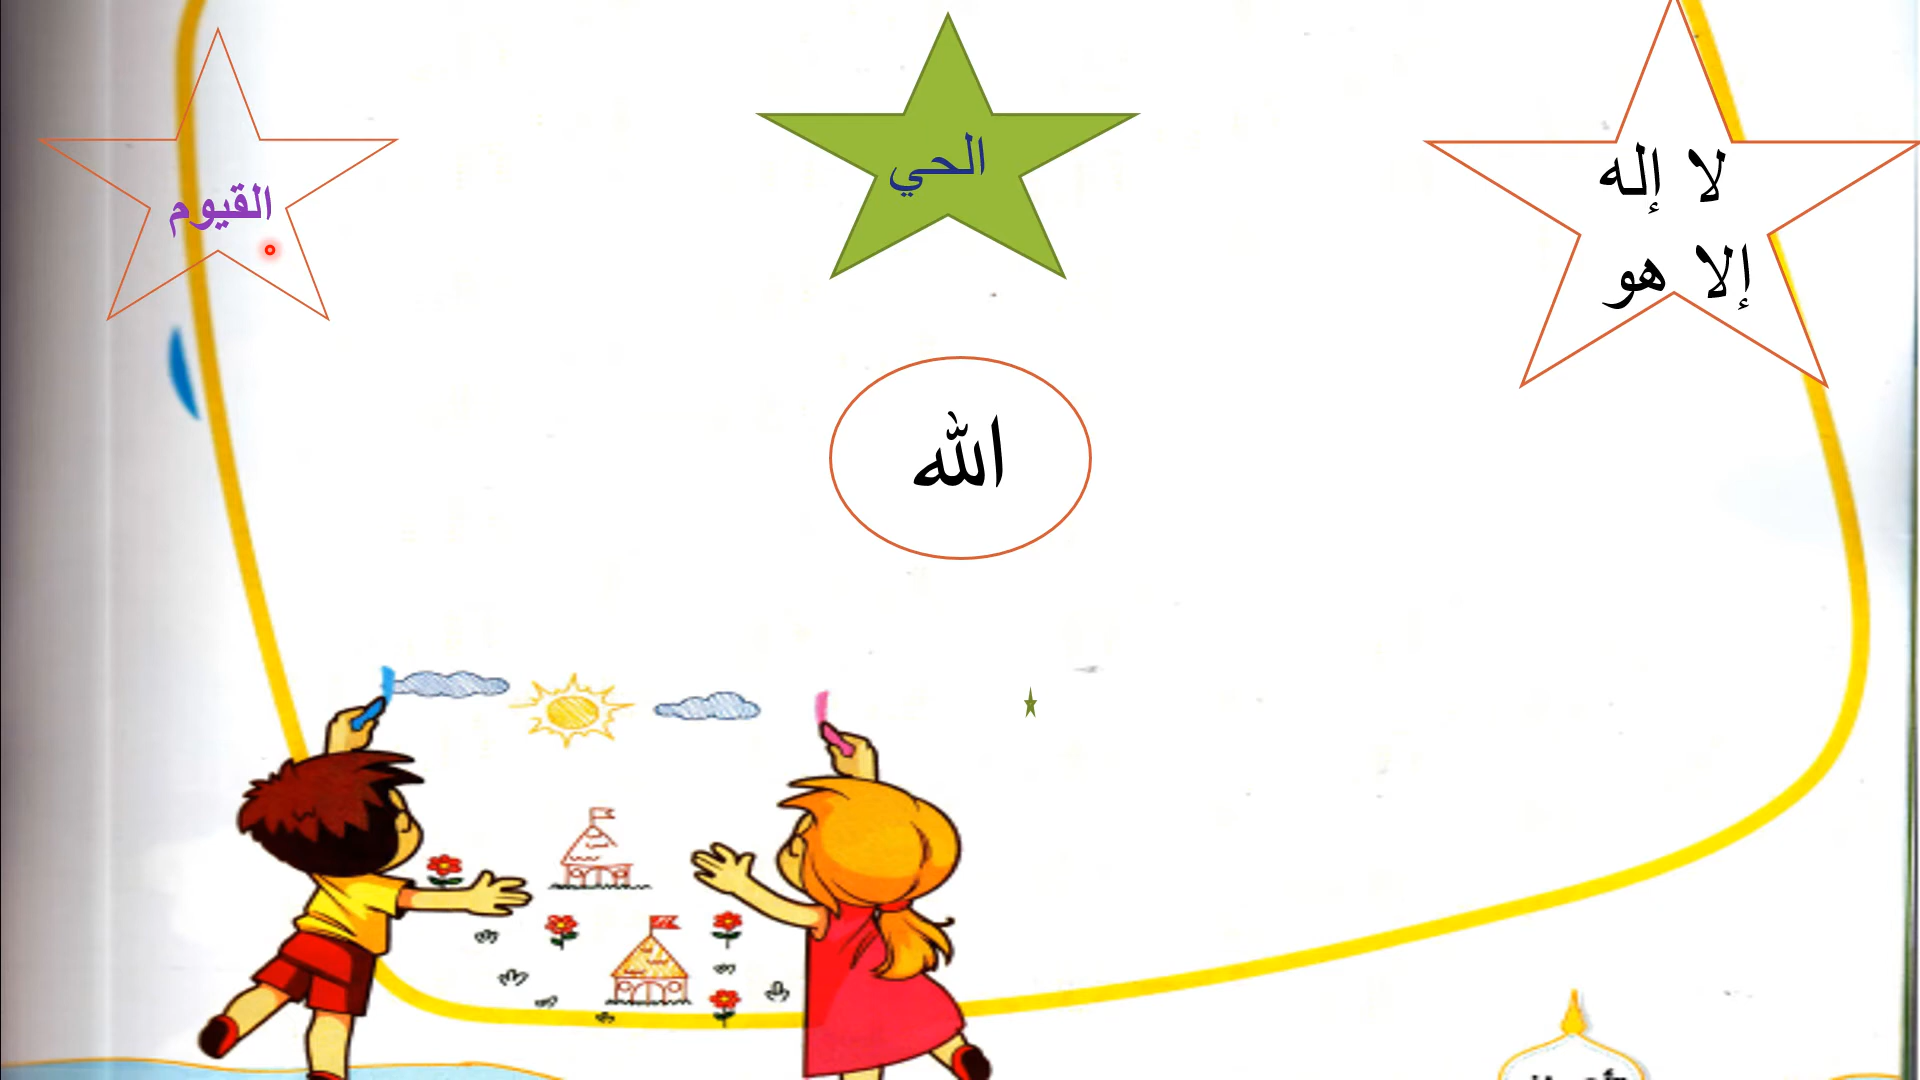 لا إله
إلا هو
الحي
القيوم
الله